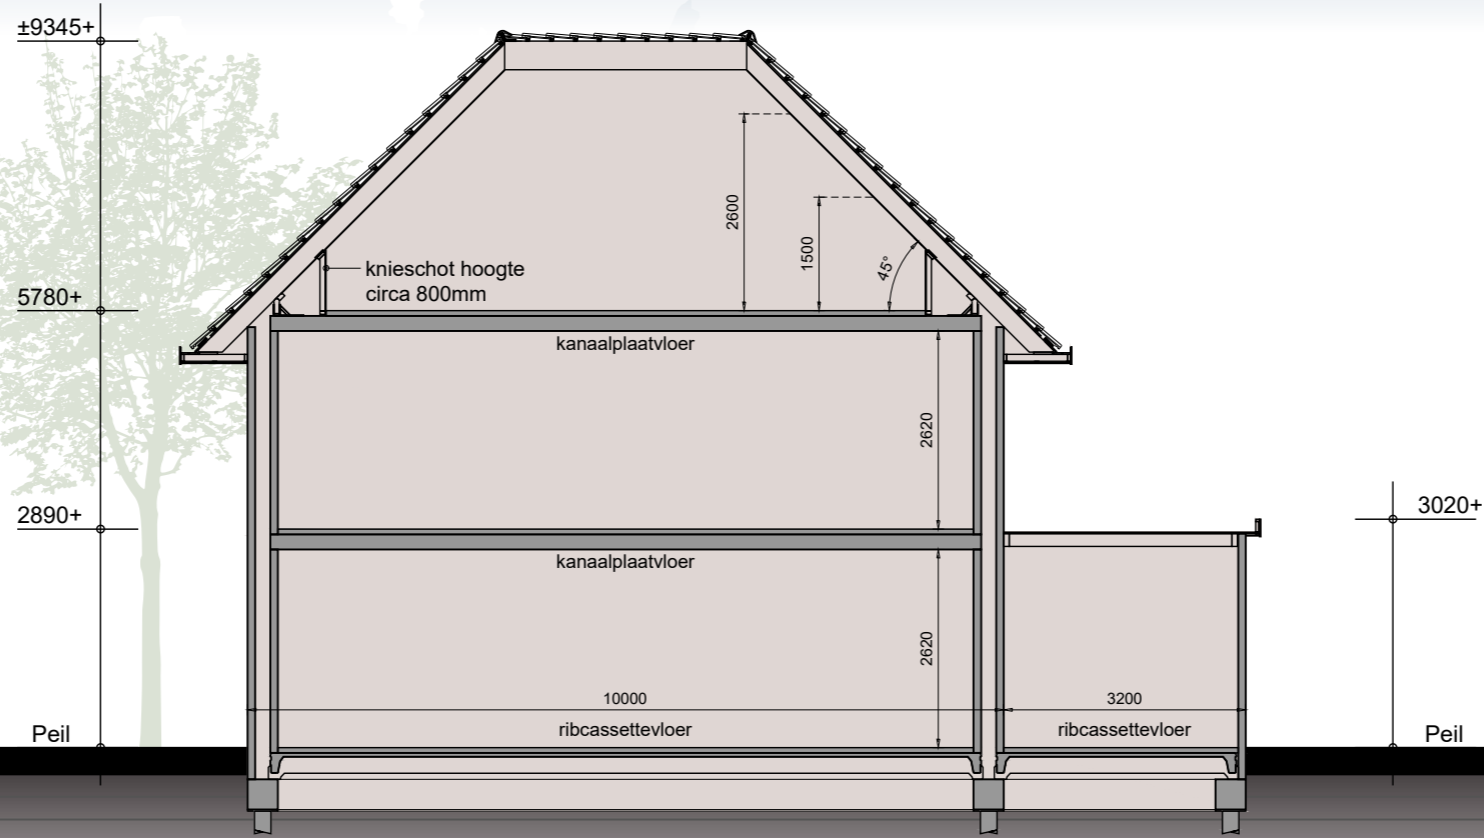 ±9345+
2600
1500
45°
knieschot hoogte
circa 800mm
5780+
kanaalplaatvloer
2620
2890+
3020+
kanaalplaatvloer
2620
10000
3200
Peil
ribcassettevloer
ribcassettevloer
Peil